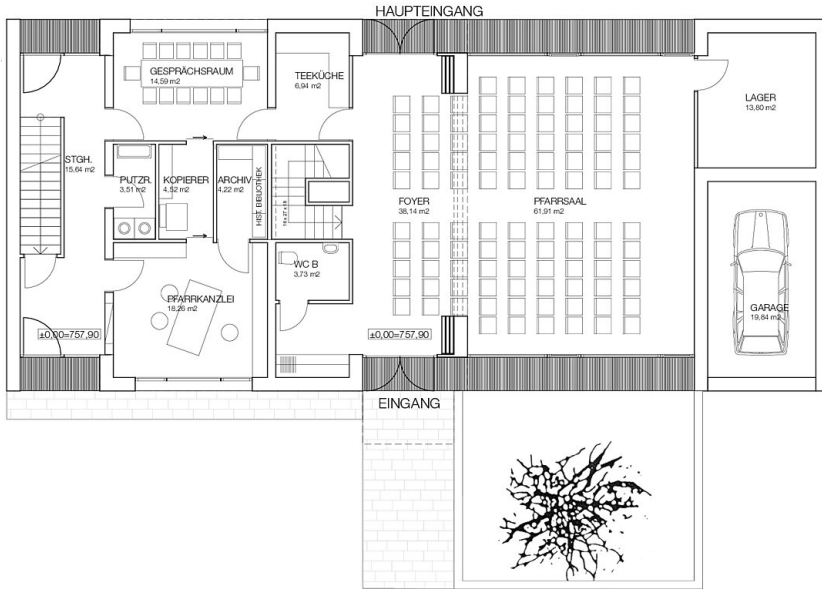 HAUPTEINGANG
GESPRÄCHSRAUM
14,59 m2
TEEKÜCHE
6,94 m2
LAGER
13,80 m2
STGH.
15,64 m2
PUTZR.
3,51 m2
KOPIERER
4,52 m2
ARCHIV
4,22 m2
HIST. BIBLIOTHEK
FOYER
38,14 m2
PFARRSAAL
61,91 m2
WC B
3,73 m2
PFARRKANZLEI
18,26 m2
GARAGE
19,84 m2
±0,00=757,90
±0,00=757,90
EINGANG